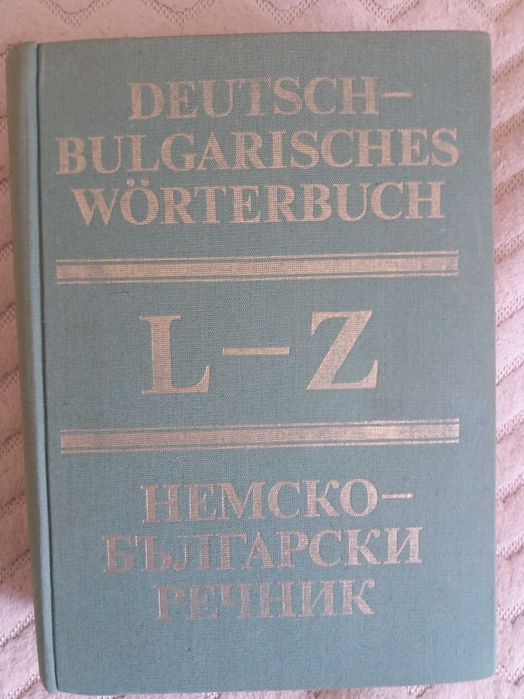 DEUTSCH–
BULGARISCHES
WÖRTERBUCH
L–Z
НЕМСКО–
БЪЛГАРСКИ
РЕЧНИК